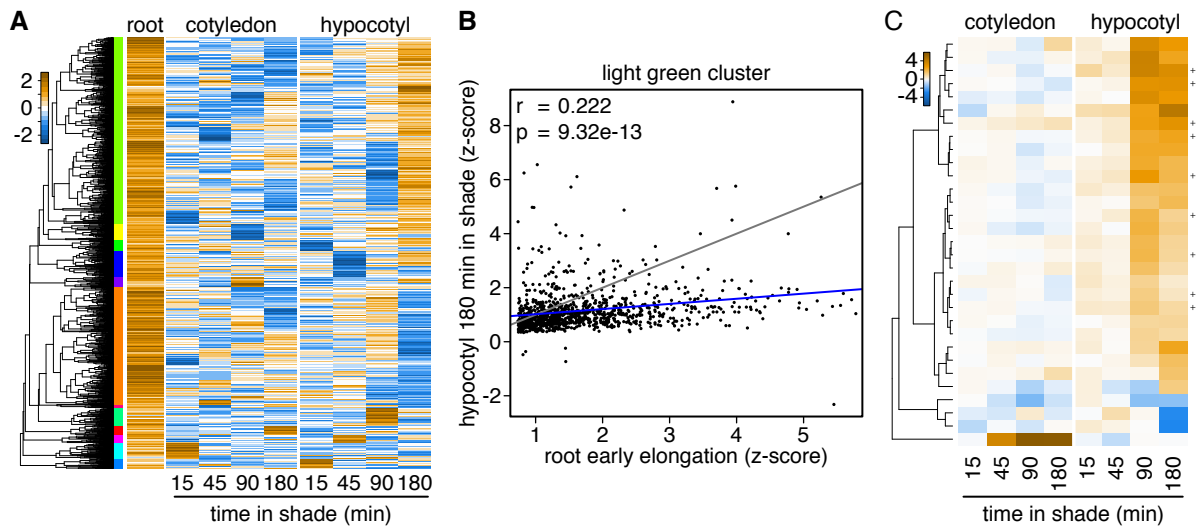 A
root cotyledon hypocotyl
2
0
-2
15 45 90 180 15 45 90 180
time in shade (min)
B
light green cluster
r = 0.222
p = 9.32e-13
hypocotyl 180 min in shade (z-score)
8
6
4
2
0
-2
1 2 3 4 5
root early elongation (z-score)
C
cotyledon hypocotyl
4
0
-4
+
+
+
+
+
+
+
+
+
15 45 90 180 15 45 90 180
time in shade (min)